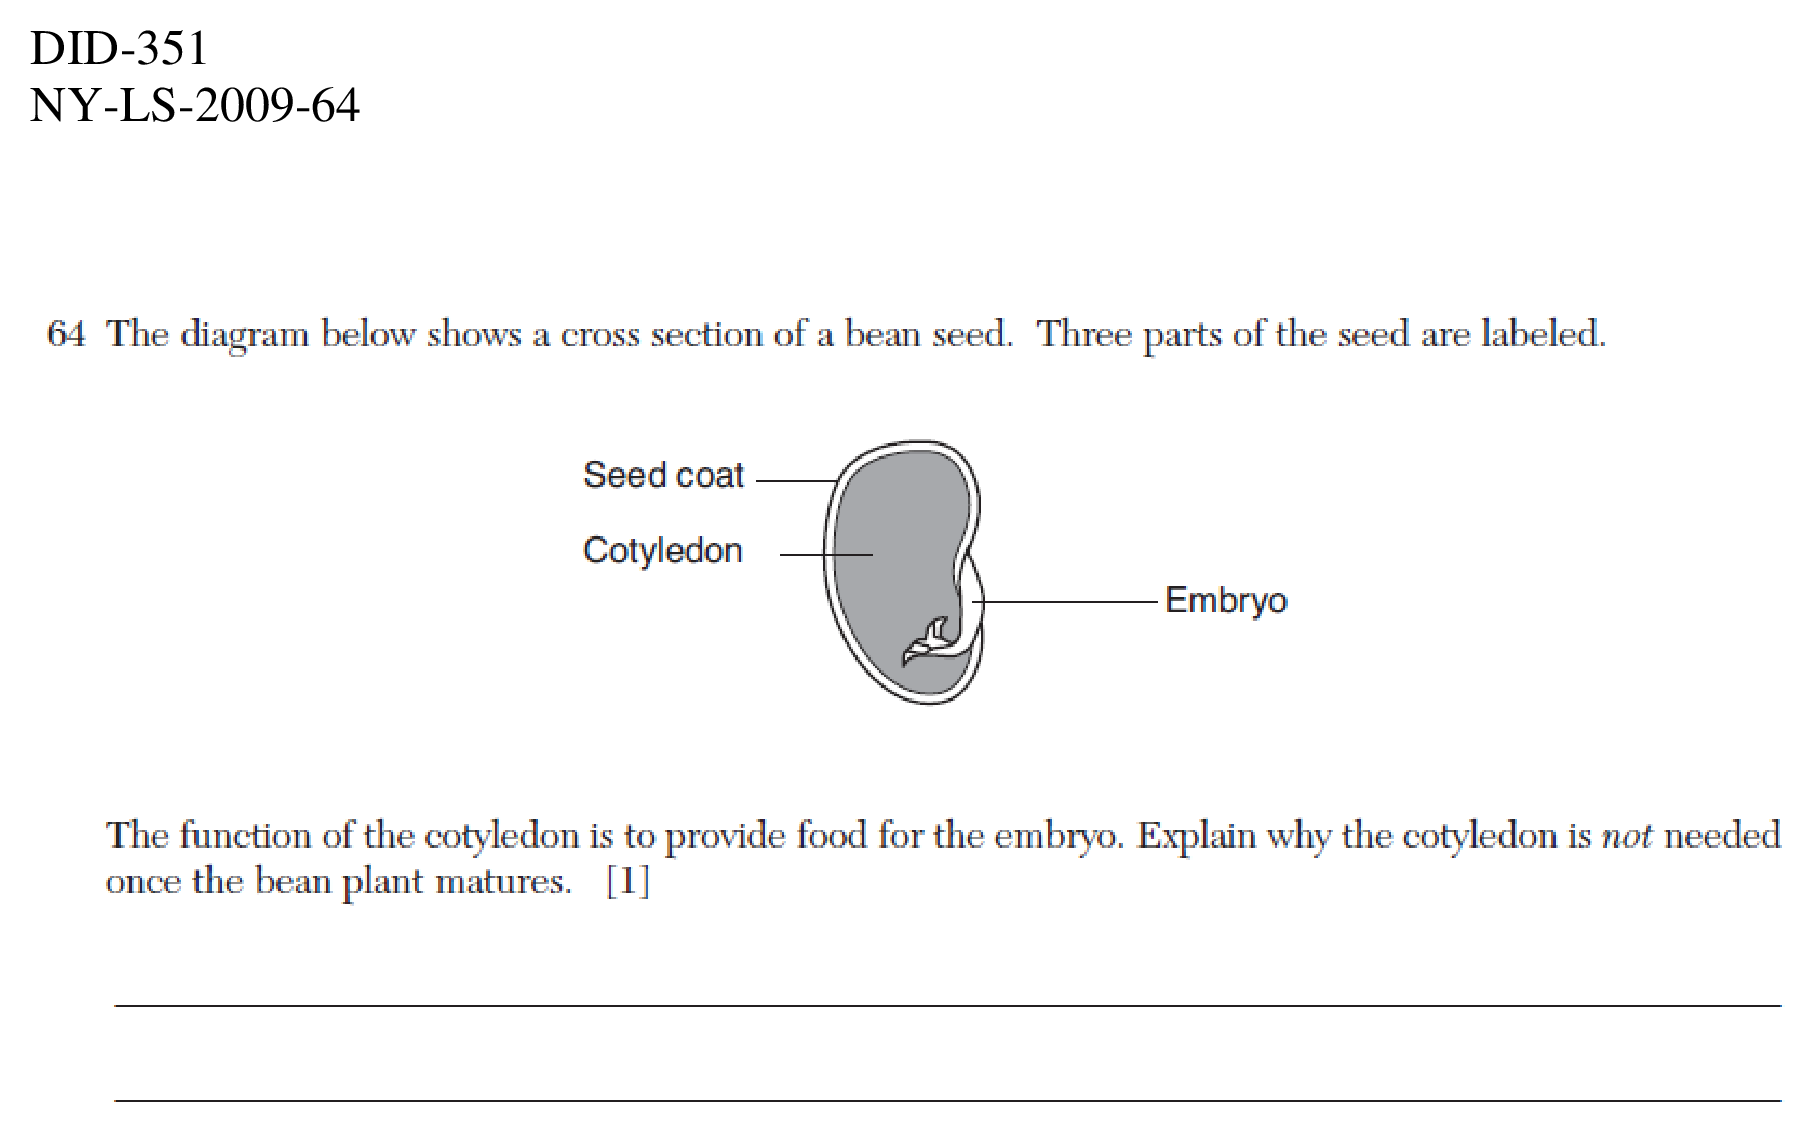 DID-351
NY-LS-2009-64
64 The diagram below shows a cross section of a bean seed. Three parts of the seed are labeled.
Seed coat
Cotyledon
Embryo
The function of the cotyledon is to provide food for the embryo. Explain why the cotyledon is not needed
once the bean plant matures. [1]